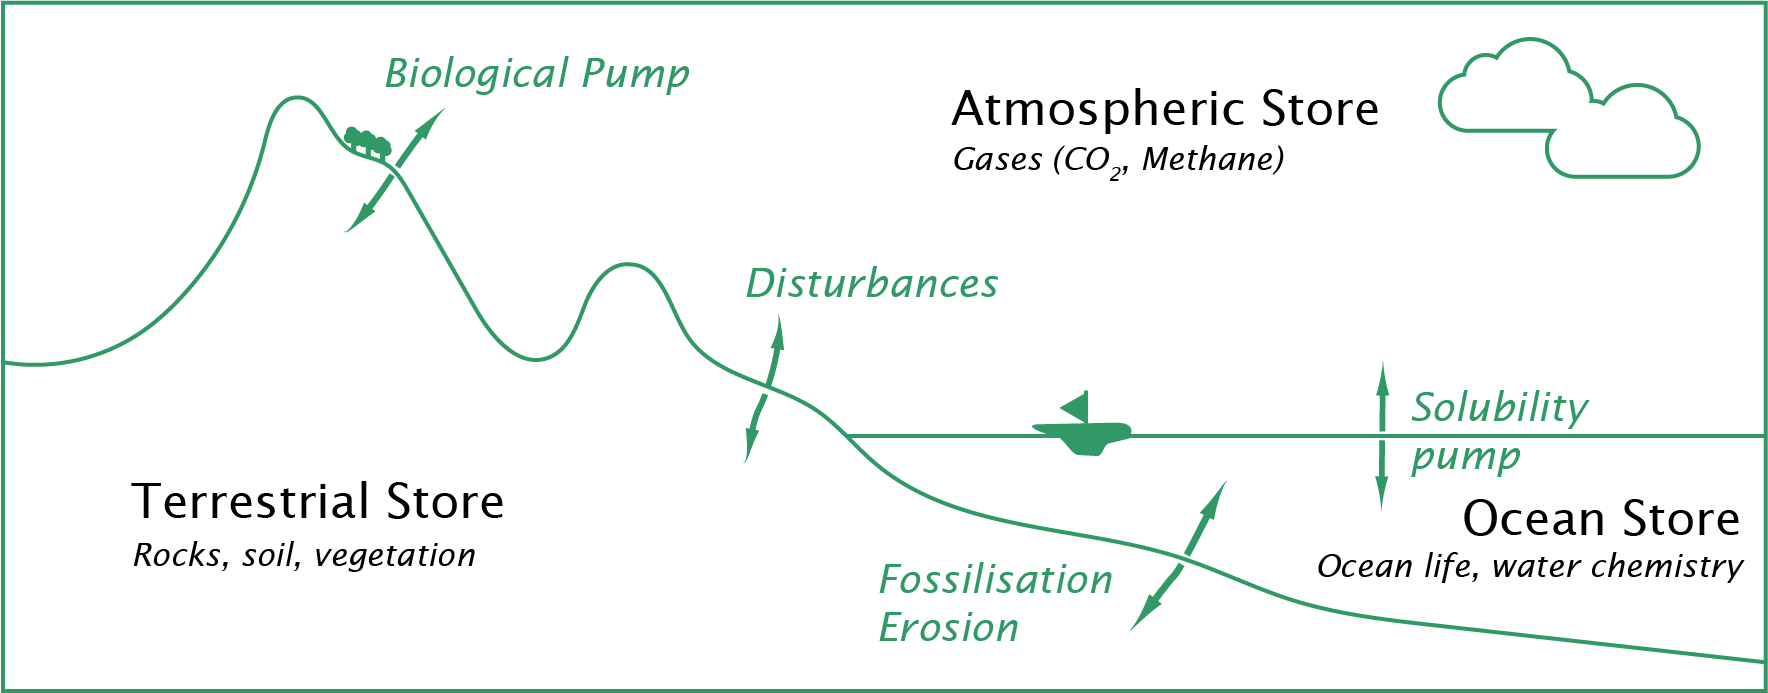 Biological Pump
Atmospheric Store
Gases (CO₂, Methane)
Disturbances
Solubility
pump
Terrestrial Store
Rocks, soil, vegetation
Ocean Store
Ocean life, water chemistry
Fossilisation
Erosion